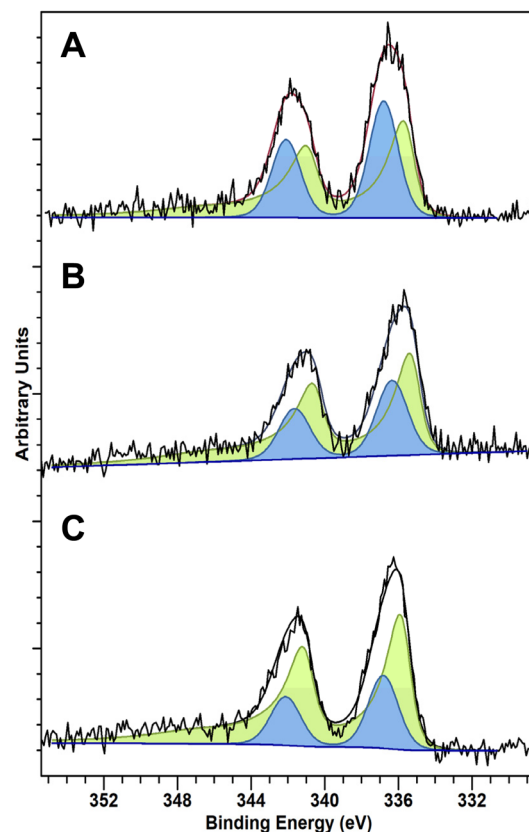 A
B
C
Arbitrary Units
352 348 344 340 336 332
Binding Energy (eV)